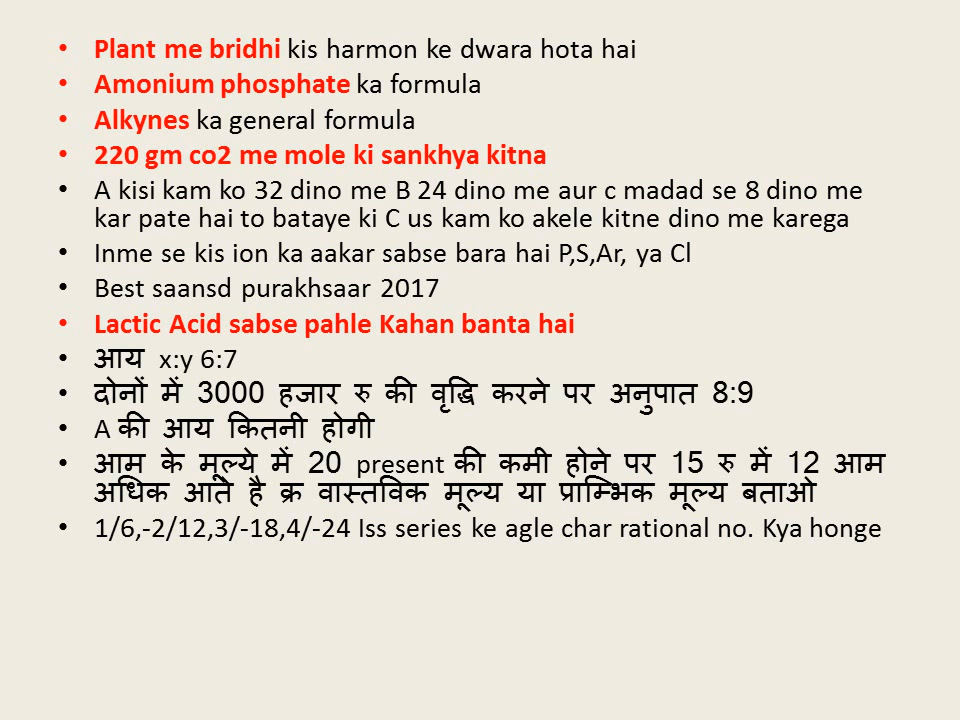 • Plant me bridhi kis harmon ke dwara hota hai
• Amonium phosphate ka formula
• Alkynes ka general formula
• 220 gm co2 me mole ki sankhya kitna
• A kisi kam ko 32 dino me B 24 dino me aur c madad se 8 dino me
kar pate hai to bataye ki C us kam ko akele kitne dino me karega
• Inme se kis ion ka aakar sabse bara hai P,S,Ar, ya Cl
• Best saansd purakhsaar 2017
• Lactic Acid sabse pahle Kahan banta hai
• आय x:y 6:7
• दोनों में 3000 हजार रु की वृद्धि करने पर अनुपात 8:9
• A की आय कितनी होगी
• आम के मूल्ये में 20 present की कमी होने पर 15 रु में 12 आम
अधिक आते है क्र वास्तविक मूल्य या प्राम्भिक मूल्य बताओ
• 1/6,-2/12,3/-18,4/-24 Iss series ke agle char rational no. Kya honge